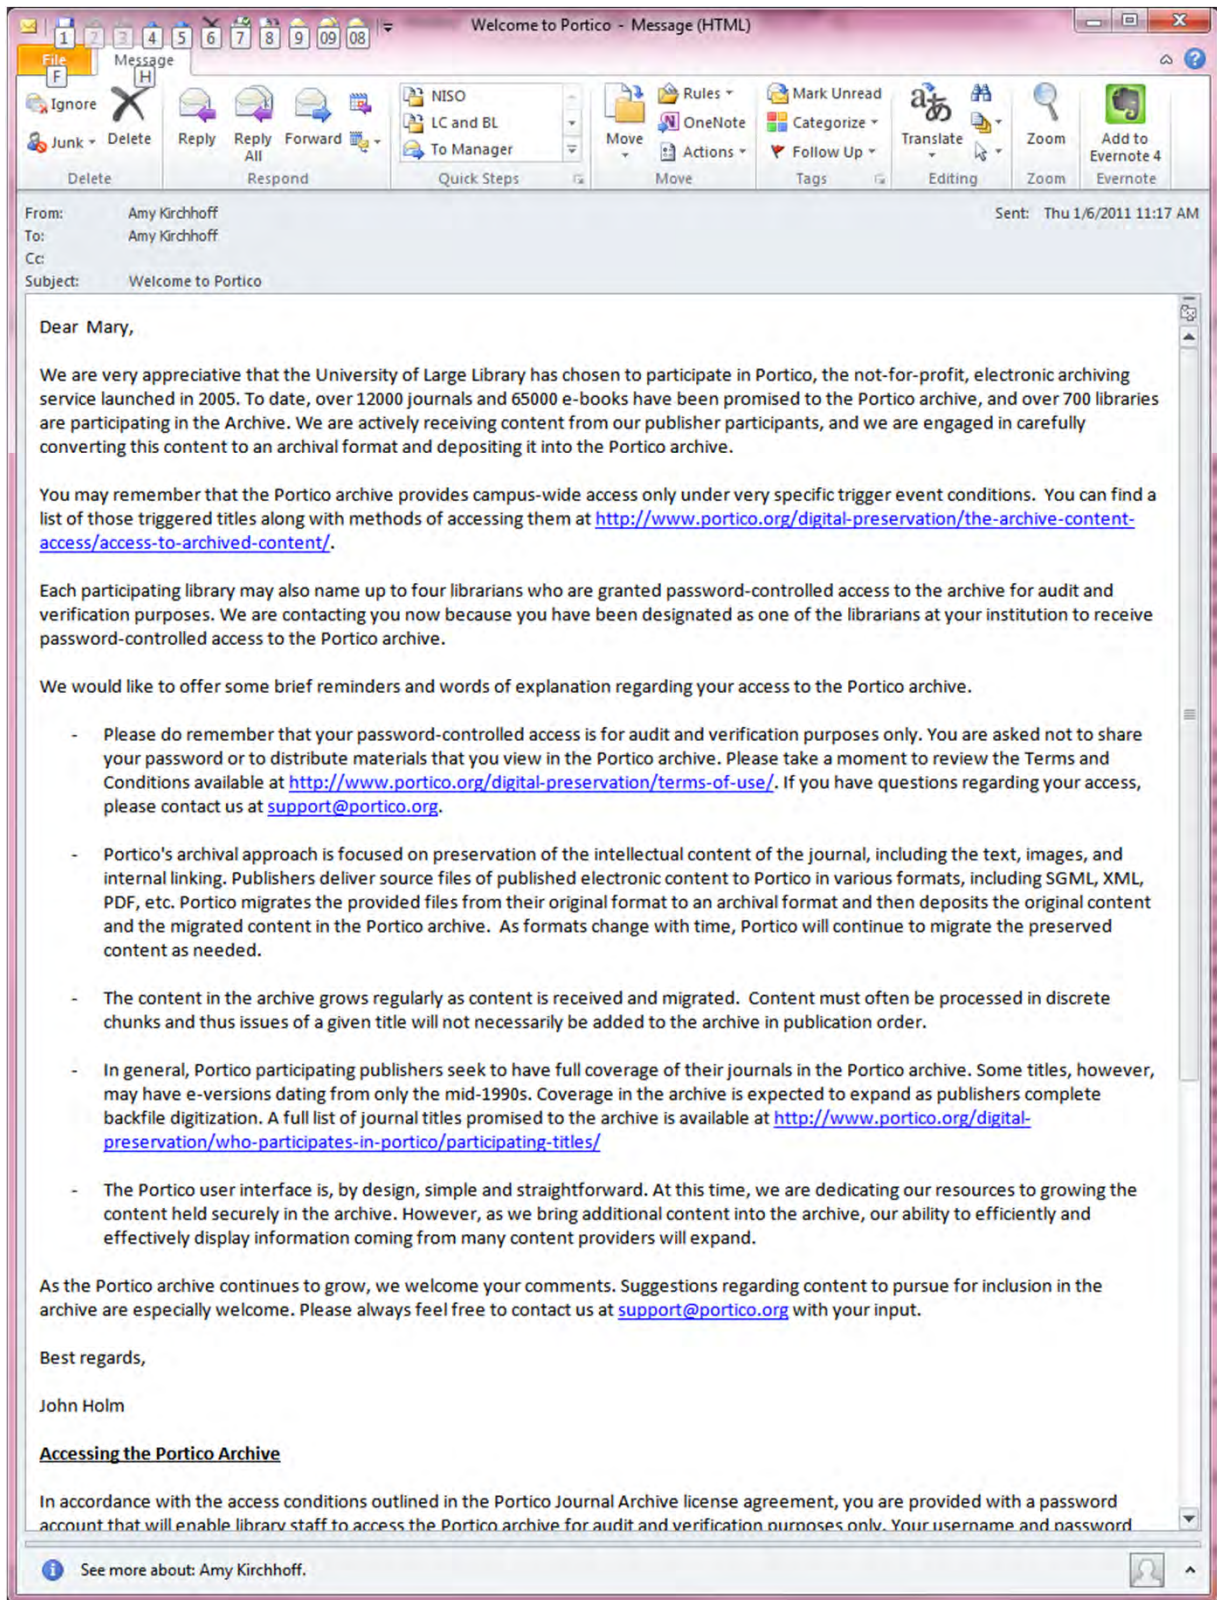 Welcome to Portico - Message (HTML)
1 2 3 4 5 6 7 8 9 09 08
File Message
F H
Ignore
Junk
Delete
Reply
Reply All
Forward
NISO
LC and BL
To Manager
Move
Rules
OneNote
Actions
Mark Unread
Categorize
Follow Up
Translate
Zoom
Add to Evernote 4
Delete Respond Quick Steps Move Tags Editing Zoom Evernote
From: Amy Kirchhoff Sent: Thu 1/6/2011 11:17 AM
To: Amy Kirchhoff
Cc:
Subject: Welcome to Portico
Dear Mary,
We are very appreciative that the University of Large Library has chosen to participate in Portico, the not-for-profit, electronic archiving
service launched in 2005. To date, over 12000 journals and 65000 e-books have been promised to the Portico archive, and over 700 libraries
are participating in the Archive. We are actively receiving content from our publisher participants, and we are engaged in carefully
converting this content to an archival format and depositing it into the Portico archive.
You may remember that the Portico archive provides campus-wide access only under very specific trigger event conditions. You can find a
list of those triggered titles along with methods of accessing them at http://www.portico.org/digital-preservation/the-archive-content-
access/access-to-archived-content/.
Each participating library may also name up to four librarians who are granted password-controlled access to the archive for audit and
verification purposes. We are contacting you now because you have been designated as one of the librarians at your institution to receive
password-controlled access to the Portico archive.
We would like to offer some brief reminders and words of explanation regarding your access to the Portico archive.
- Please do remember that your password-controlled access is for audit and verification purposes only. You are asked not to share
your password or to distribute materials that you view in the Portico archive. Please take a moment to review the Terms and
Conditions available at http://www.portico.org/digital-preservation/terms-of-use/. If you have questions regarding your access,
please contact us at support@portico.org.
- Portico's archival approach is focused on preservation of the intellectual content of the journal, including the text, images, and
internal linking. Publishers deliver source files of published electronic content to Portico in various formats, including SGML, XML,
PDF, etc. Portico migrates the provided files from their original format to an archival format and then deposits the original content
and the migrated content in the Portico archive. As formats change with time, Portico will continue to migrate the preserved
content as needed.
- The content in the archive grows regularly as content is received and migrated. Content must often be processed in discrete
chunks and thus issues of a given title will not necessarily be added to the archive in publication order.
- In general, Portico participating publishers seek to have full coverage of their journals in the Portico archive. Some titles, however,
may have e-versions dating from only the mid-1990s. Coverage in the archive is expected to expand as publishers complete
backfile digitization. A full list of journal titles promised to the archive is available at http://www.portico.org/digital-
preservation/who-participates-in-portico/participating-titles/
- The Portico user interface is, by design, simple and straightforward. At this time, we are dedicating our resources to growing the
content held securely in the archive. However, as we bring additional content into the archive, our ability to efficiently and
effectively display information coming from many content providers will expand.
As the Portico archive continues to grow, we welcome your comments. Suggestions regarding content to pursue for inclusion in the
archive are especially welcome. Please always feel free to contact us at support@portico.org with your input.
Best regards,
John Holm
Accessing the Portico Archive
In accordance with the access conditions outlined in the Portico Journal Archive license agreement, you are provided with a password
account that will enable library staff to access the Portico archive for audit and verification purposes only. Your username and password
See more about: Amy Kirchhoff.